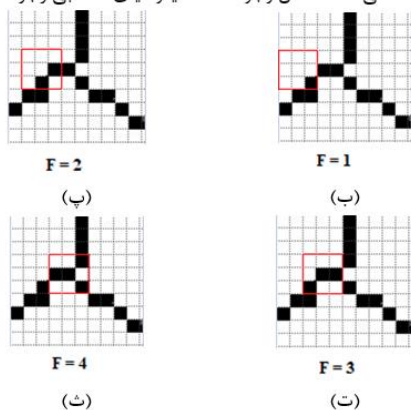 F = 2
F = 1
(پ)
(ب)
F = 4
F = 3
(ث)
(ت)